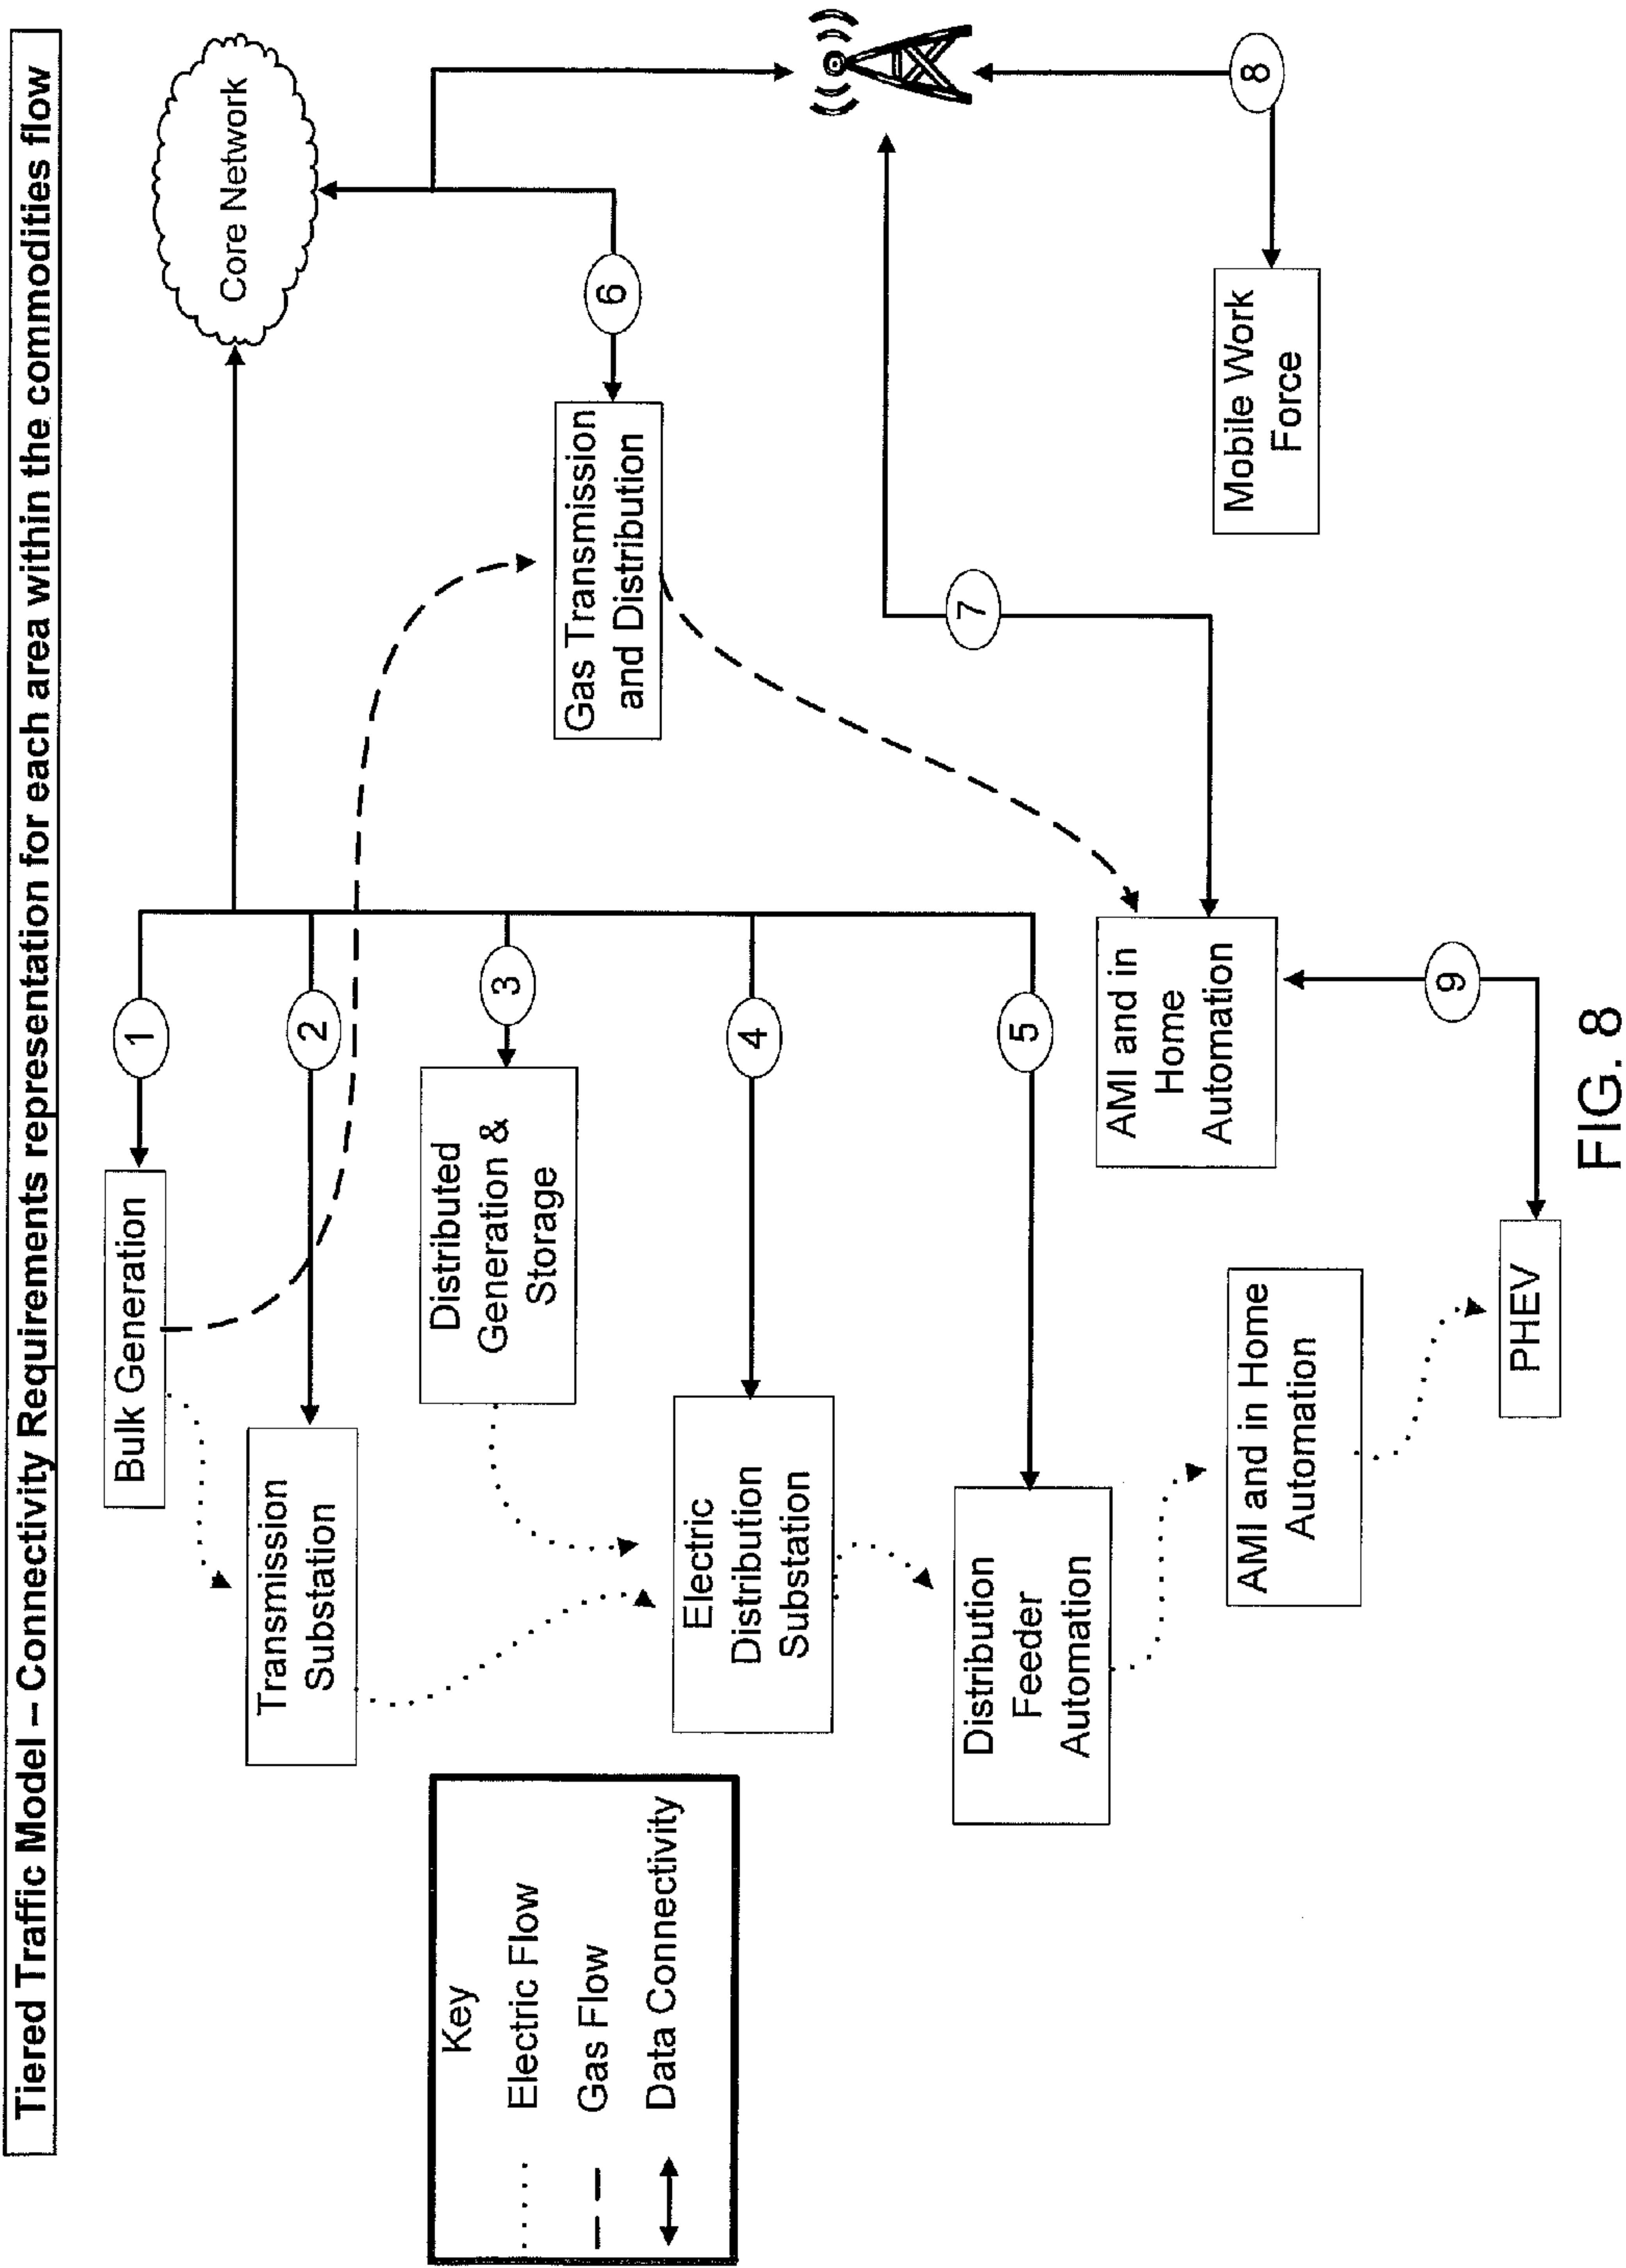 Tiered Traffic Model – Connectivity Requirements representation for each area within the commodities flow
Core Network
Bulk Generation
1
Transmission
Substation
2
Distributed
Generation &
Storage
3
Gas Transmission
and Distribution
6
Key
Electric Flow
Gas Flow
Data Connectivity
Electric
Distribution
Substation
4
Distribution
Feeder
Automation
5
7
8
AMI and in
Home
Automation
Mobile Work
Force
AMI and in Home
Automation
9
PHEV
FIG. 8